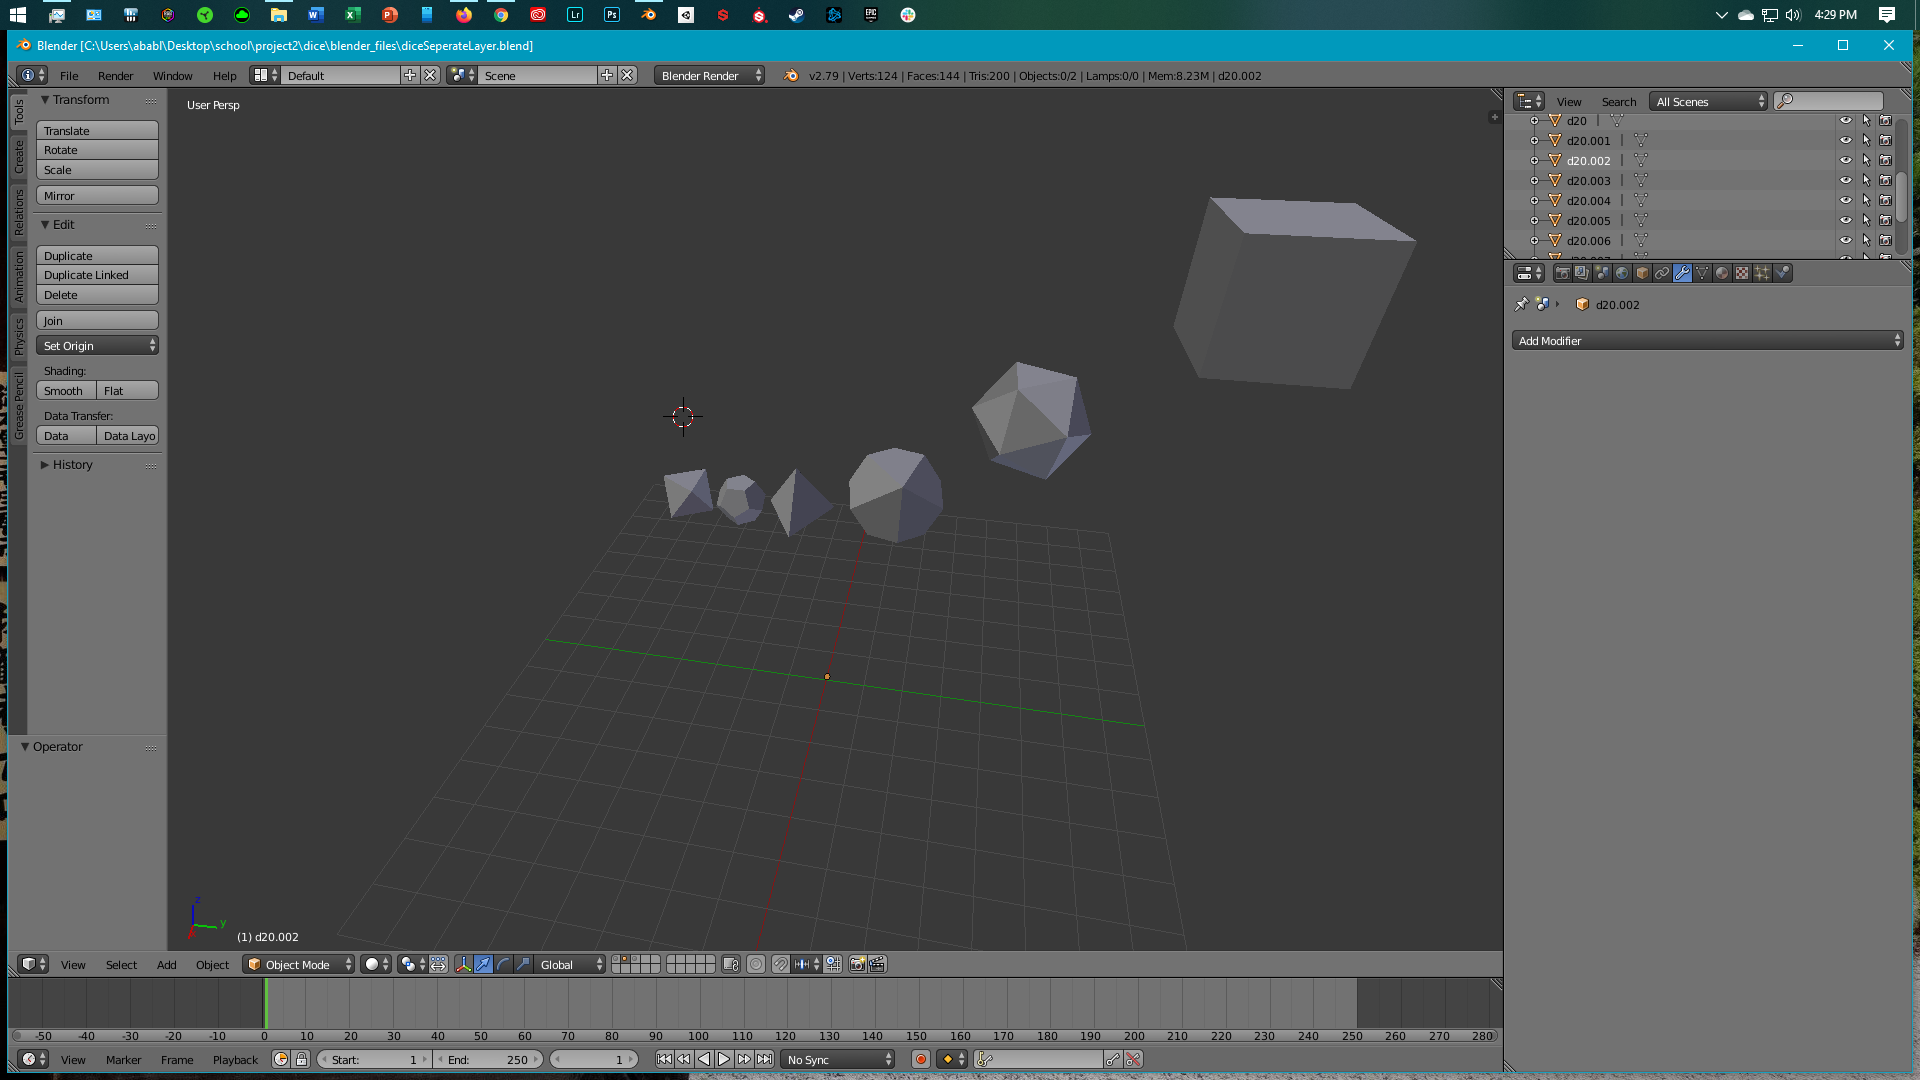 4:29 PM
Blender [C:\Users\ababl\Desktop\school\project2\dice\blender_files\diceSeperateLayer.blend]
File Render Window Help Default Scene Blender Render v2.79 | Verts:124 | Faces:144 | Tris:200 | Objects:0/2 | Lamps:0/0 | Mem:8.23M | d20.002
Tools
Create
Relations
Animation
Physics
Grease Pencil
Transform
Translate
Rotate
Scale
Mirror
Edit
Duplicate
Duplicate Linked
Delete
Join
Set Origin
Shading:
Smooth Flat
Data Transfer:
Data Data Layo
History
Operator
User Persp
z
y
(1) d20.002
View Search All Scenes
d20
d20.001
d20.002
d20.003
d20.004
d20.005
d20.006
d20.002
Add Modifier
View Select Add Object Object Mode Global
-50 -40 -30 -20 -10 0 10 20 30 40 50 60 70 80 90 100 110 120 130 140 150 160 170 180 190 200 210 220 230 240 250 260 270 280
View Marker Frame Playback Start: 1 End: 250 1 No Sync